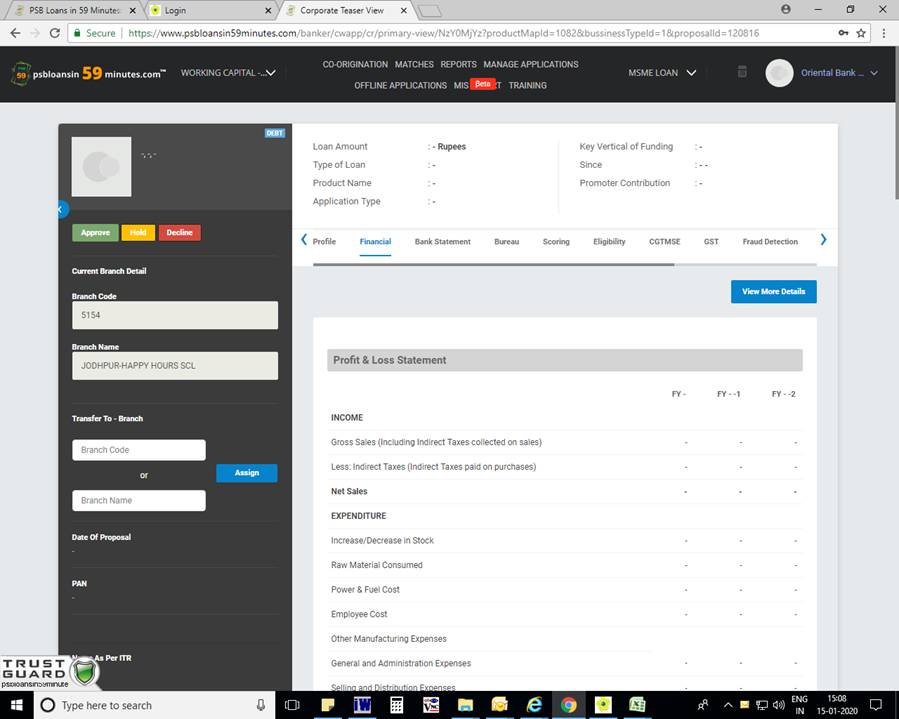 PSB Loans in 59 Minutes:
Login
Corporate Teaser View
Secure
https://www.psbloansin59minutes.com/banker/cwapp/cr/primary-view/NzY0MjYz?productMapId=1082&bussinessTypeId=1&proposalId=120816
psbloansin 59 minutes.com™
WORKING CAPITAL -...
CO-ORIGINATION MATCHES REPORTS MANAGE APPLICATIONS
OFFLINE APPLICATIONS MIS Beta TRAINING
MSME LOAN
Oriental Bank ...
DEBT
-, -, -
Approve Hold Decline
Current Branch Detail
Branch Code
5154
Branch Name
JODHPUR-HAPPY HOURS SCL
Transfer To - Branch
Branch Code
or
Assign
Branch Name
Date Of Proposal
-
PAN
-
As Per ITR
TRUST
GUARD
psbloansin59minute
Loan Amount : - Rupees
Type of Loan : -
Product Name : -
Application Type : -
Key Vertical of Funding : -
Since : - -
Promoter Contribution : -
Profile Financial Bank Statement Bureau Scoring Eligibility CGTMSE GST Fraud Detection
View More Details
Profit & Loss Statement
FY - FY - -1 FY - -2
INCOME
Gross Sales (Including Indirect Taxes collected on sales) - - -
Less: Indirect Taxes (Indirect Taxes paid on purchases) - - -
Net Sales - - -
EXPENDITURE
Increase/Decrease in Stock - - -
Raw Material Consumed - - -
Power & Fuel Cost - - -
Employee Cost - - -
Other Manufacturing Expenses
General and Administration Expenses - - -
Selling and Distribution Expenses - - -
Type here to search
ENG
IN
15:08
15-01-2020